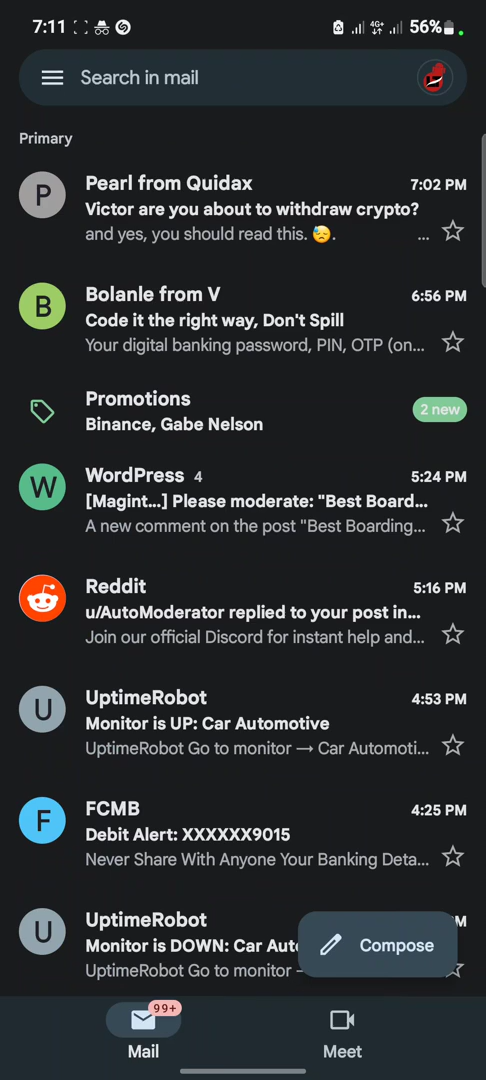 7:11
4G+
56%
Search in mail
Primary
P
Pearl from Quidax
7:02 PM
Victor are you about to withdraw crypto?
and yes, you should read this. 😓. ...
B
Bolanle from V
6:56 PM
Code it the right way, Don't Spill
Your digital banking password, PIN, OTP (on...
Promotions
2 new
Binance, Gabe Nelson
W
WordPress 4
5:24 PM
[Magint...] Please moderate: "Best Board...
A new comment on the post "Best Boarding...
Reddit
5:16 PM
u/AutoModerator replied to your post in...
Join our official Discord for instant help and...
U
UptimeRobot
4:53 PM
Monitor is UP: Car Automotive
UptimeRobot Go to monitor → Car Automoti...
F
FCMB
4:25 PM
Debit Alert: XXXXXX9015
Never Share With Anyone Your Banking Deta...
U
UptimeRobot
M
Monitor is DOWN: Car Aut
UptimeRobot Go to monitor
Compose
99+
Mail
Meet